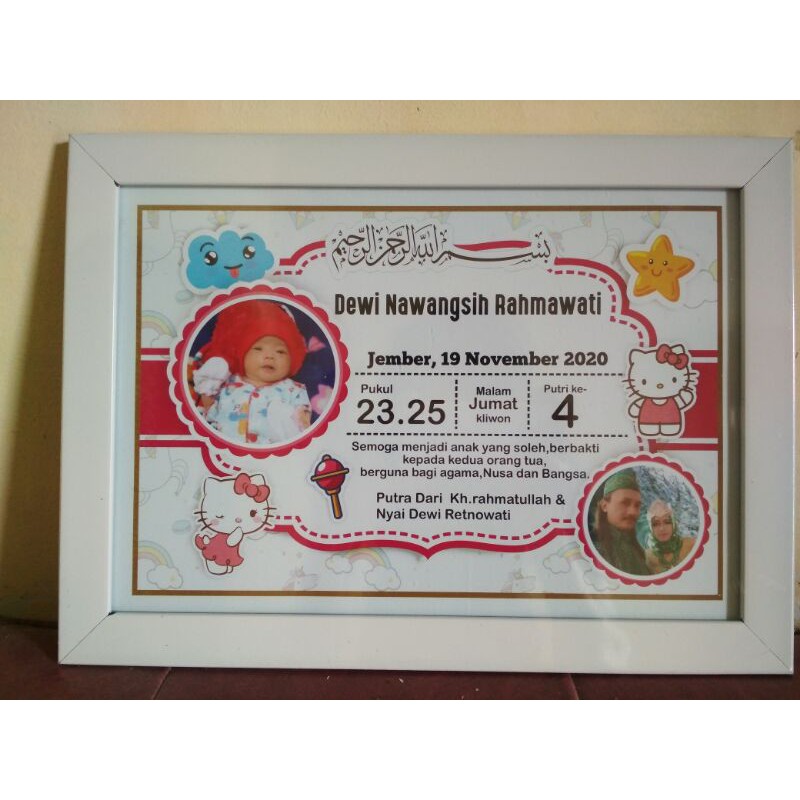 بسم الله الرحمن الرحيم
Dewi Nawangsih Rahmawati
Jember, 19 November 2020
Pukul
23.25
Malam
Jumat
kliwon
Putri ke-
4
Semoga menjadi anak yang soleh,berbakti
kepada kedua orang tua,
berguna bagi agama,Nusa dan Bangsa.
Putra Dari Kh.rahmatullah &
Nyai Dewi Retnowati